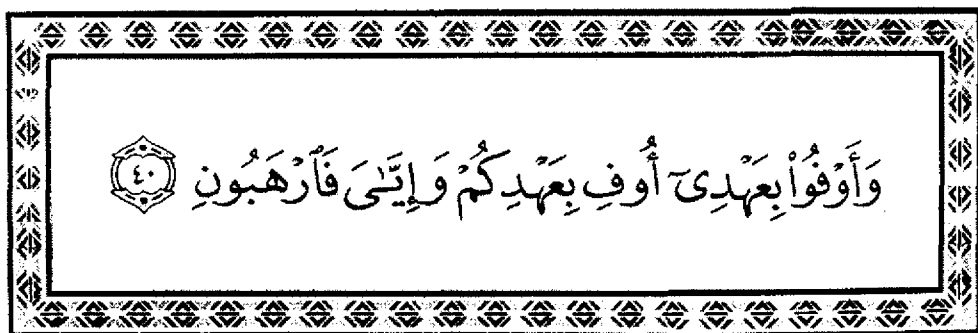 وَأَوْفُوا۟ بِعَهْدِىٓ أُوفِ بِعَهْدِكُمْ وَإِيَّـٰىَ فَٱرْهَبُونِ ٤٠